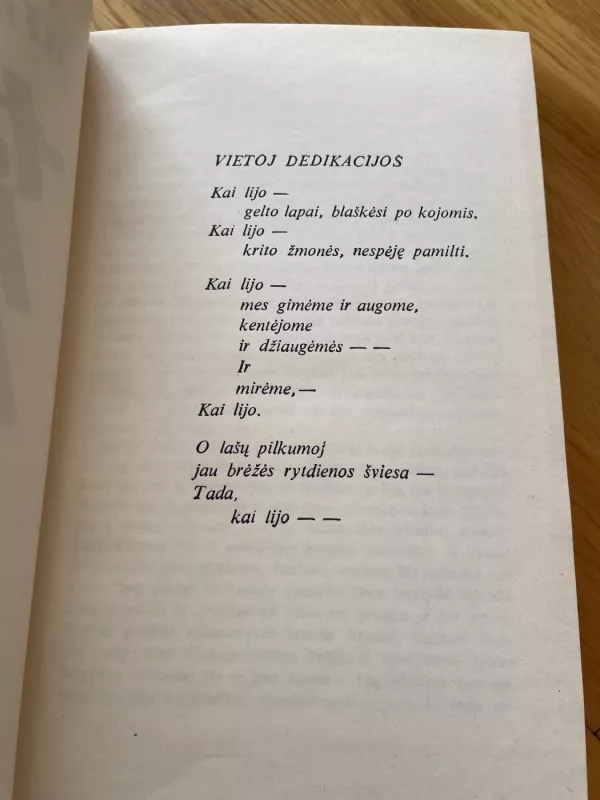 VIETOJ DEDIKACIJOS
Kai lijo —
gelto lapai, blaškėsi po kojomis.
Kai lijo —
krito žmonės, nespėję pamilti.
Kai lijo —
mes gimėme ir augome,
kentėjome
ir džiaugėmės — —
Ir
mirėme,—
Kai lijo.
O lašų pilkumoj
jau brėžės rytdienos šviesa —
Tada,
kai lijo — —